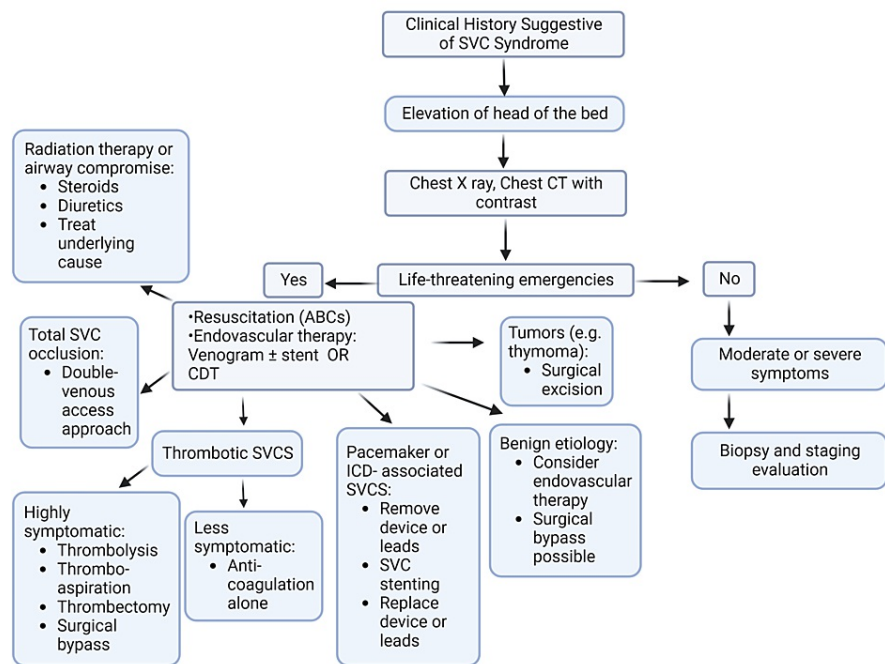 Clinical History Suggestive
of SVC Syndrome
Elevation of head of the bed
Chest X ray, Chest CT with
contrast
Life-threatening emergencies
Yes
No
•Resuscitation (ABCs)
•Endovascular therapy:
Venogram ± stent OR
CDT
Radiation therapy or
airway compromise:
• Steroids
• Diuretics
• Treat
underlying
cause
Total SVC
occlusion:
• Double-
venous
access
approach
Thrombotic SVCS
Highly
symptomatic:
• Thrombolysis
• Thrombo-
aspiration
• Thrombectomy
• Surgical
bypass
Less
symptomatic:
• Anti-
coagulation
alone
Pacemaker or
ICD- associated
SVCS:
• Remove
device or
leads
• SVC
stenting
• Replace
device or
leads
Benign etiology:
• Consider
endovascular
therapy
• Surgical
bypass
possible
Tumors (e.g.
thymoma):
• Surgical
excision
Moderate or severe
symptoms
Biopsy and staging
evaluation